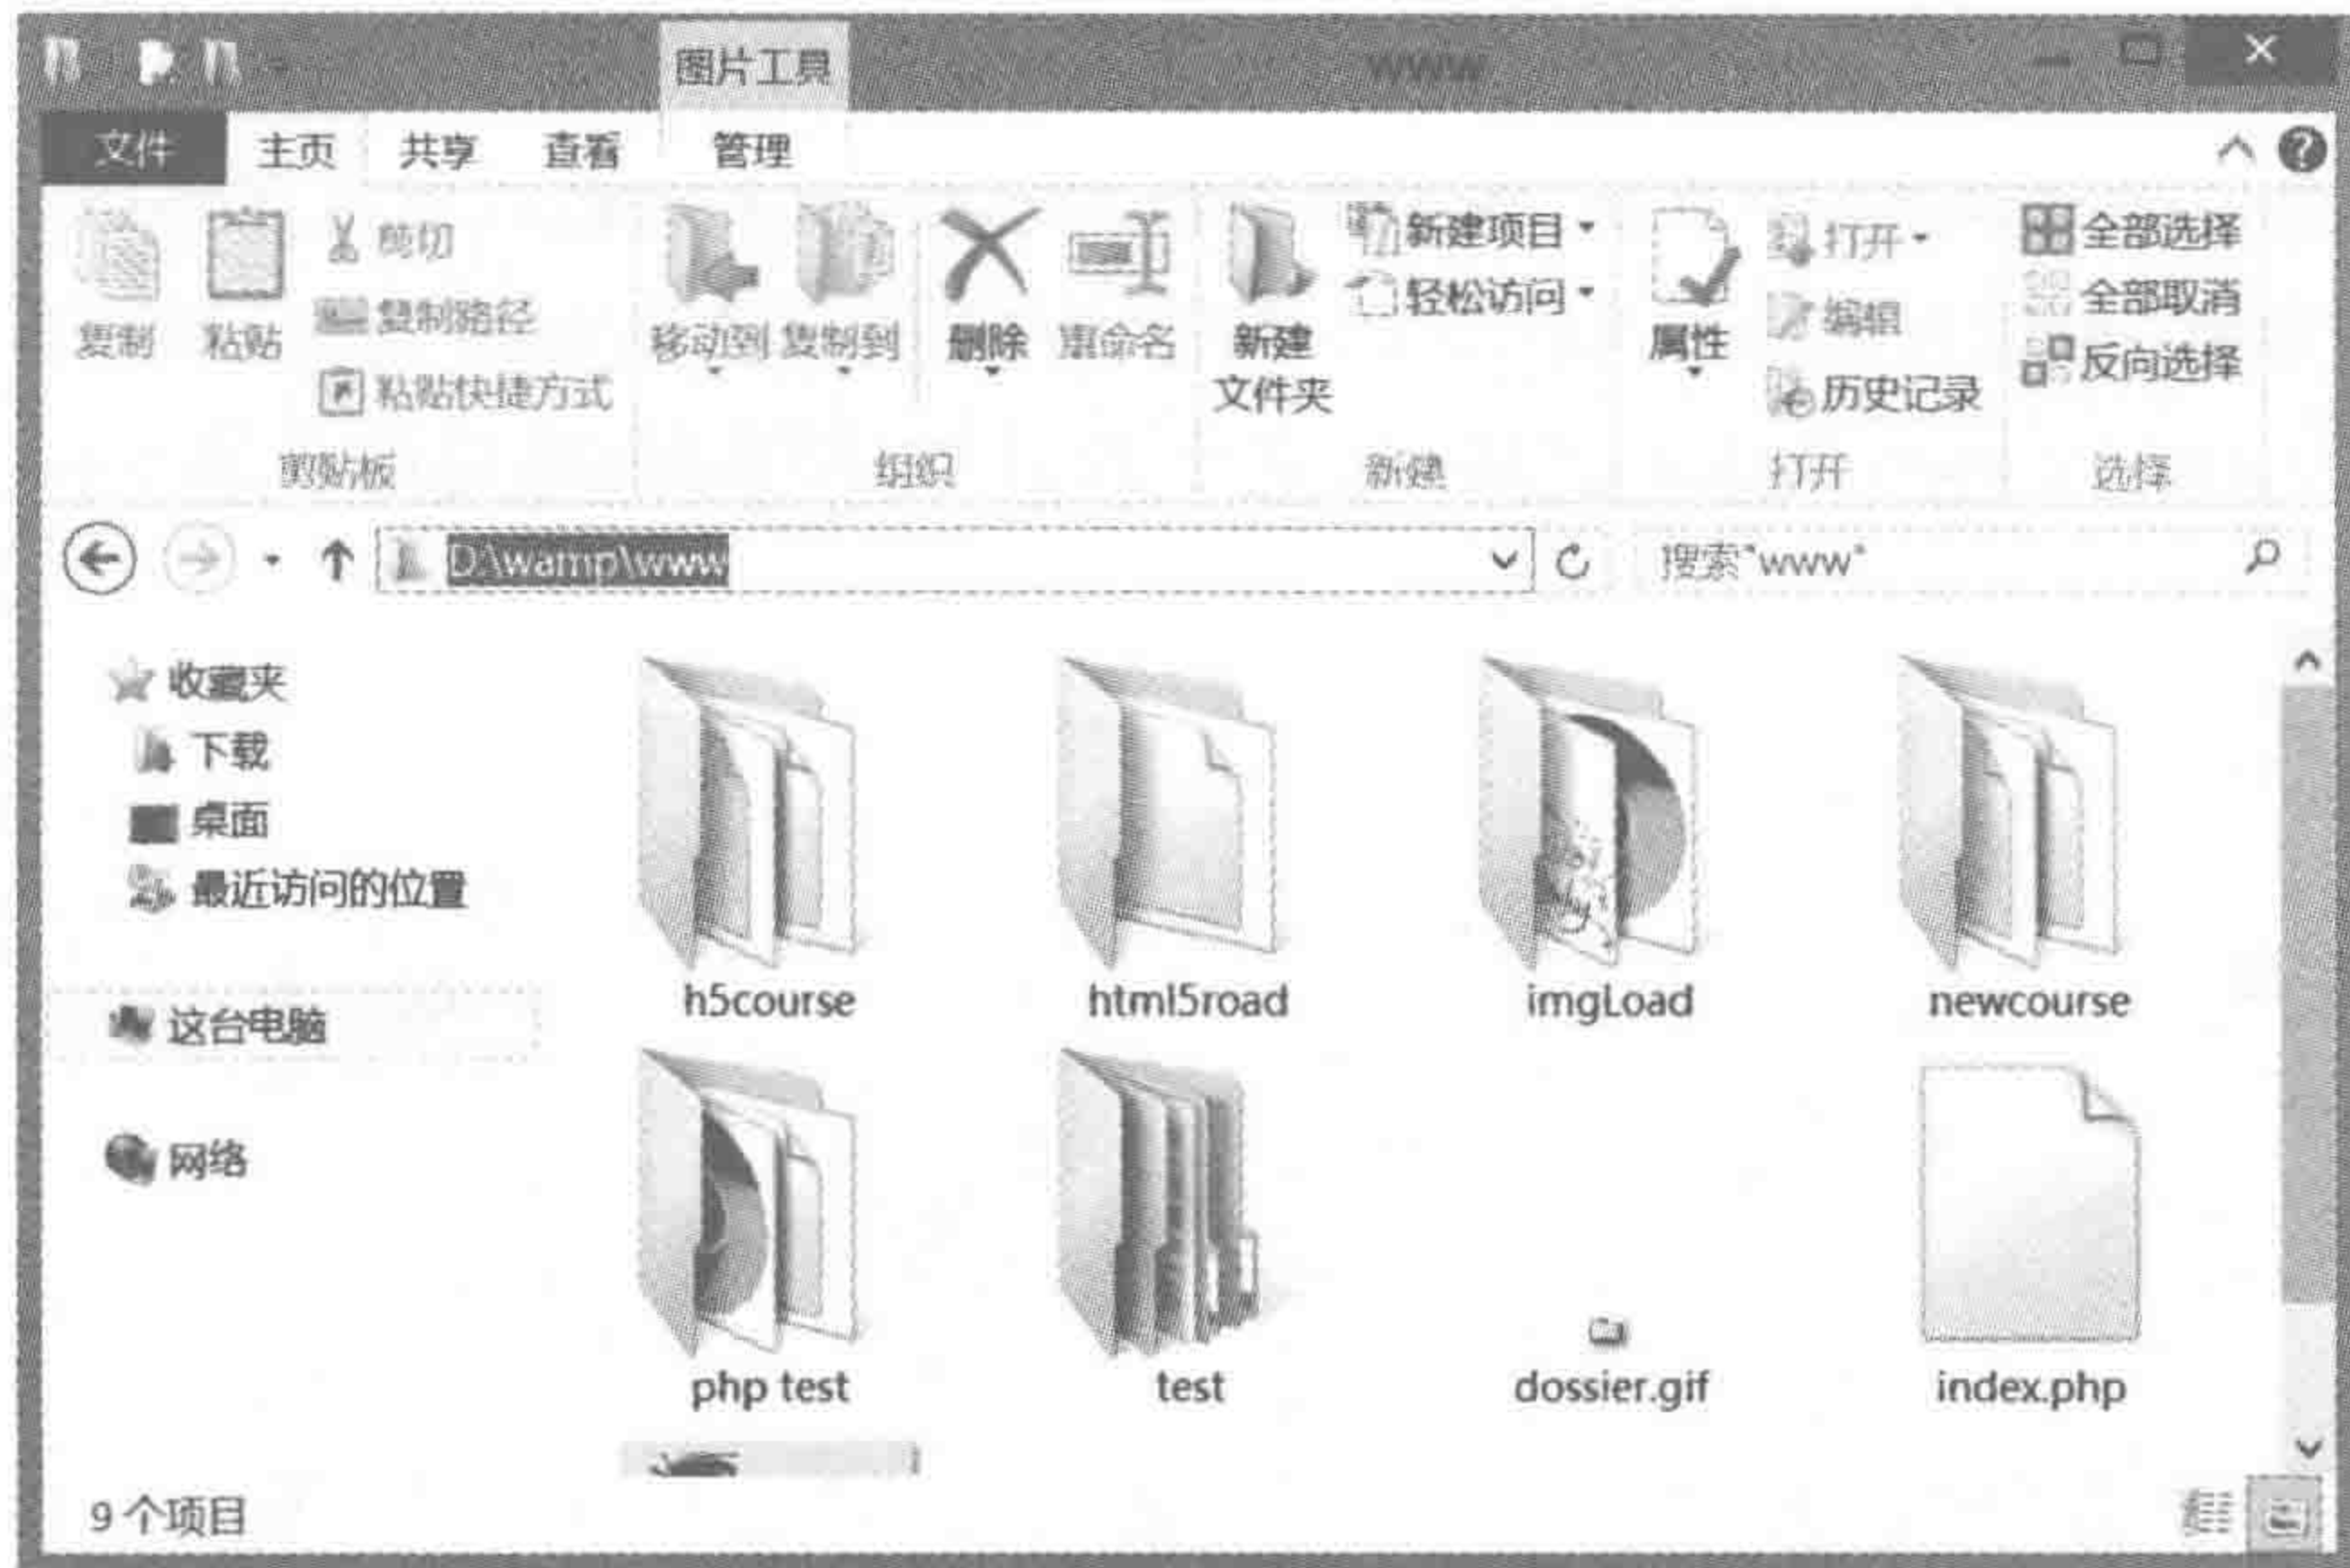 图片工具
www
文件 主页 共享 查看 管理
复制 粘贴 剪切 复制路径 粘贴快捷方式
移动到 复制到 删除 重命名
新建文件夹 新建项目 轻松访问
属性 打开 编辑 历史记录
全部选择 全部取消 反向选择
剪贴板 组织 新建 打开 选择
D:\wamp\www
搜索"www"
收藏夹
下载
桌面
最近访问的位置
这台电脑
网络
h5course html5road imgLoad newcourse
php test test dossier.gif index.php
9 个项目